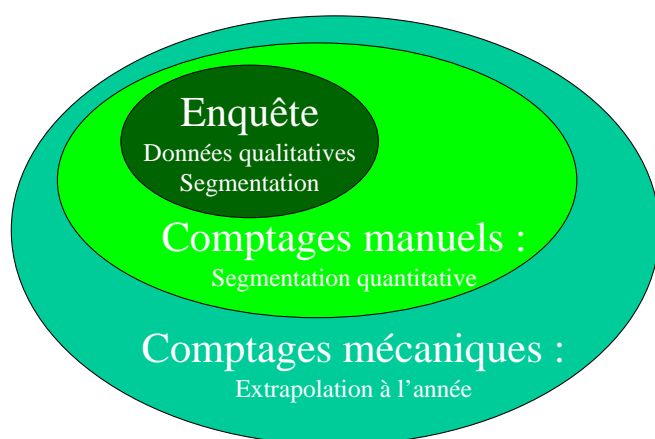 Enquête
Données qualitatives
Segmentation
Comptages manuels :
Segmentation quantitative
Comptages mécaniques :
Extrapolation à l’année